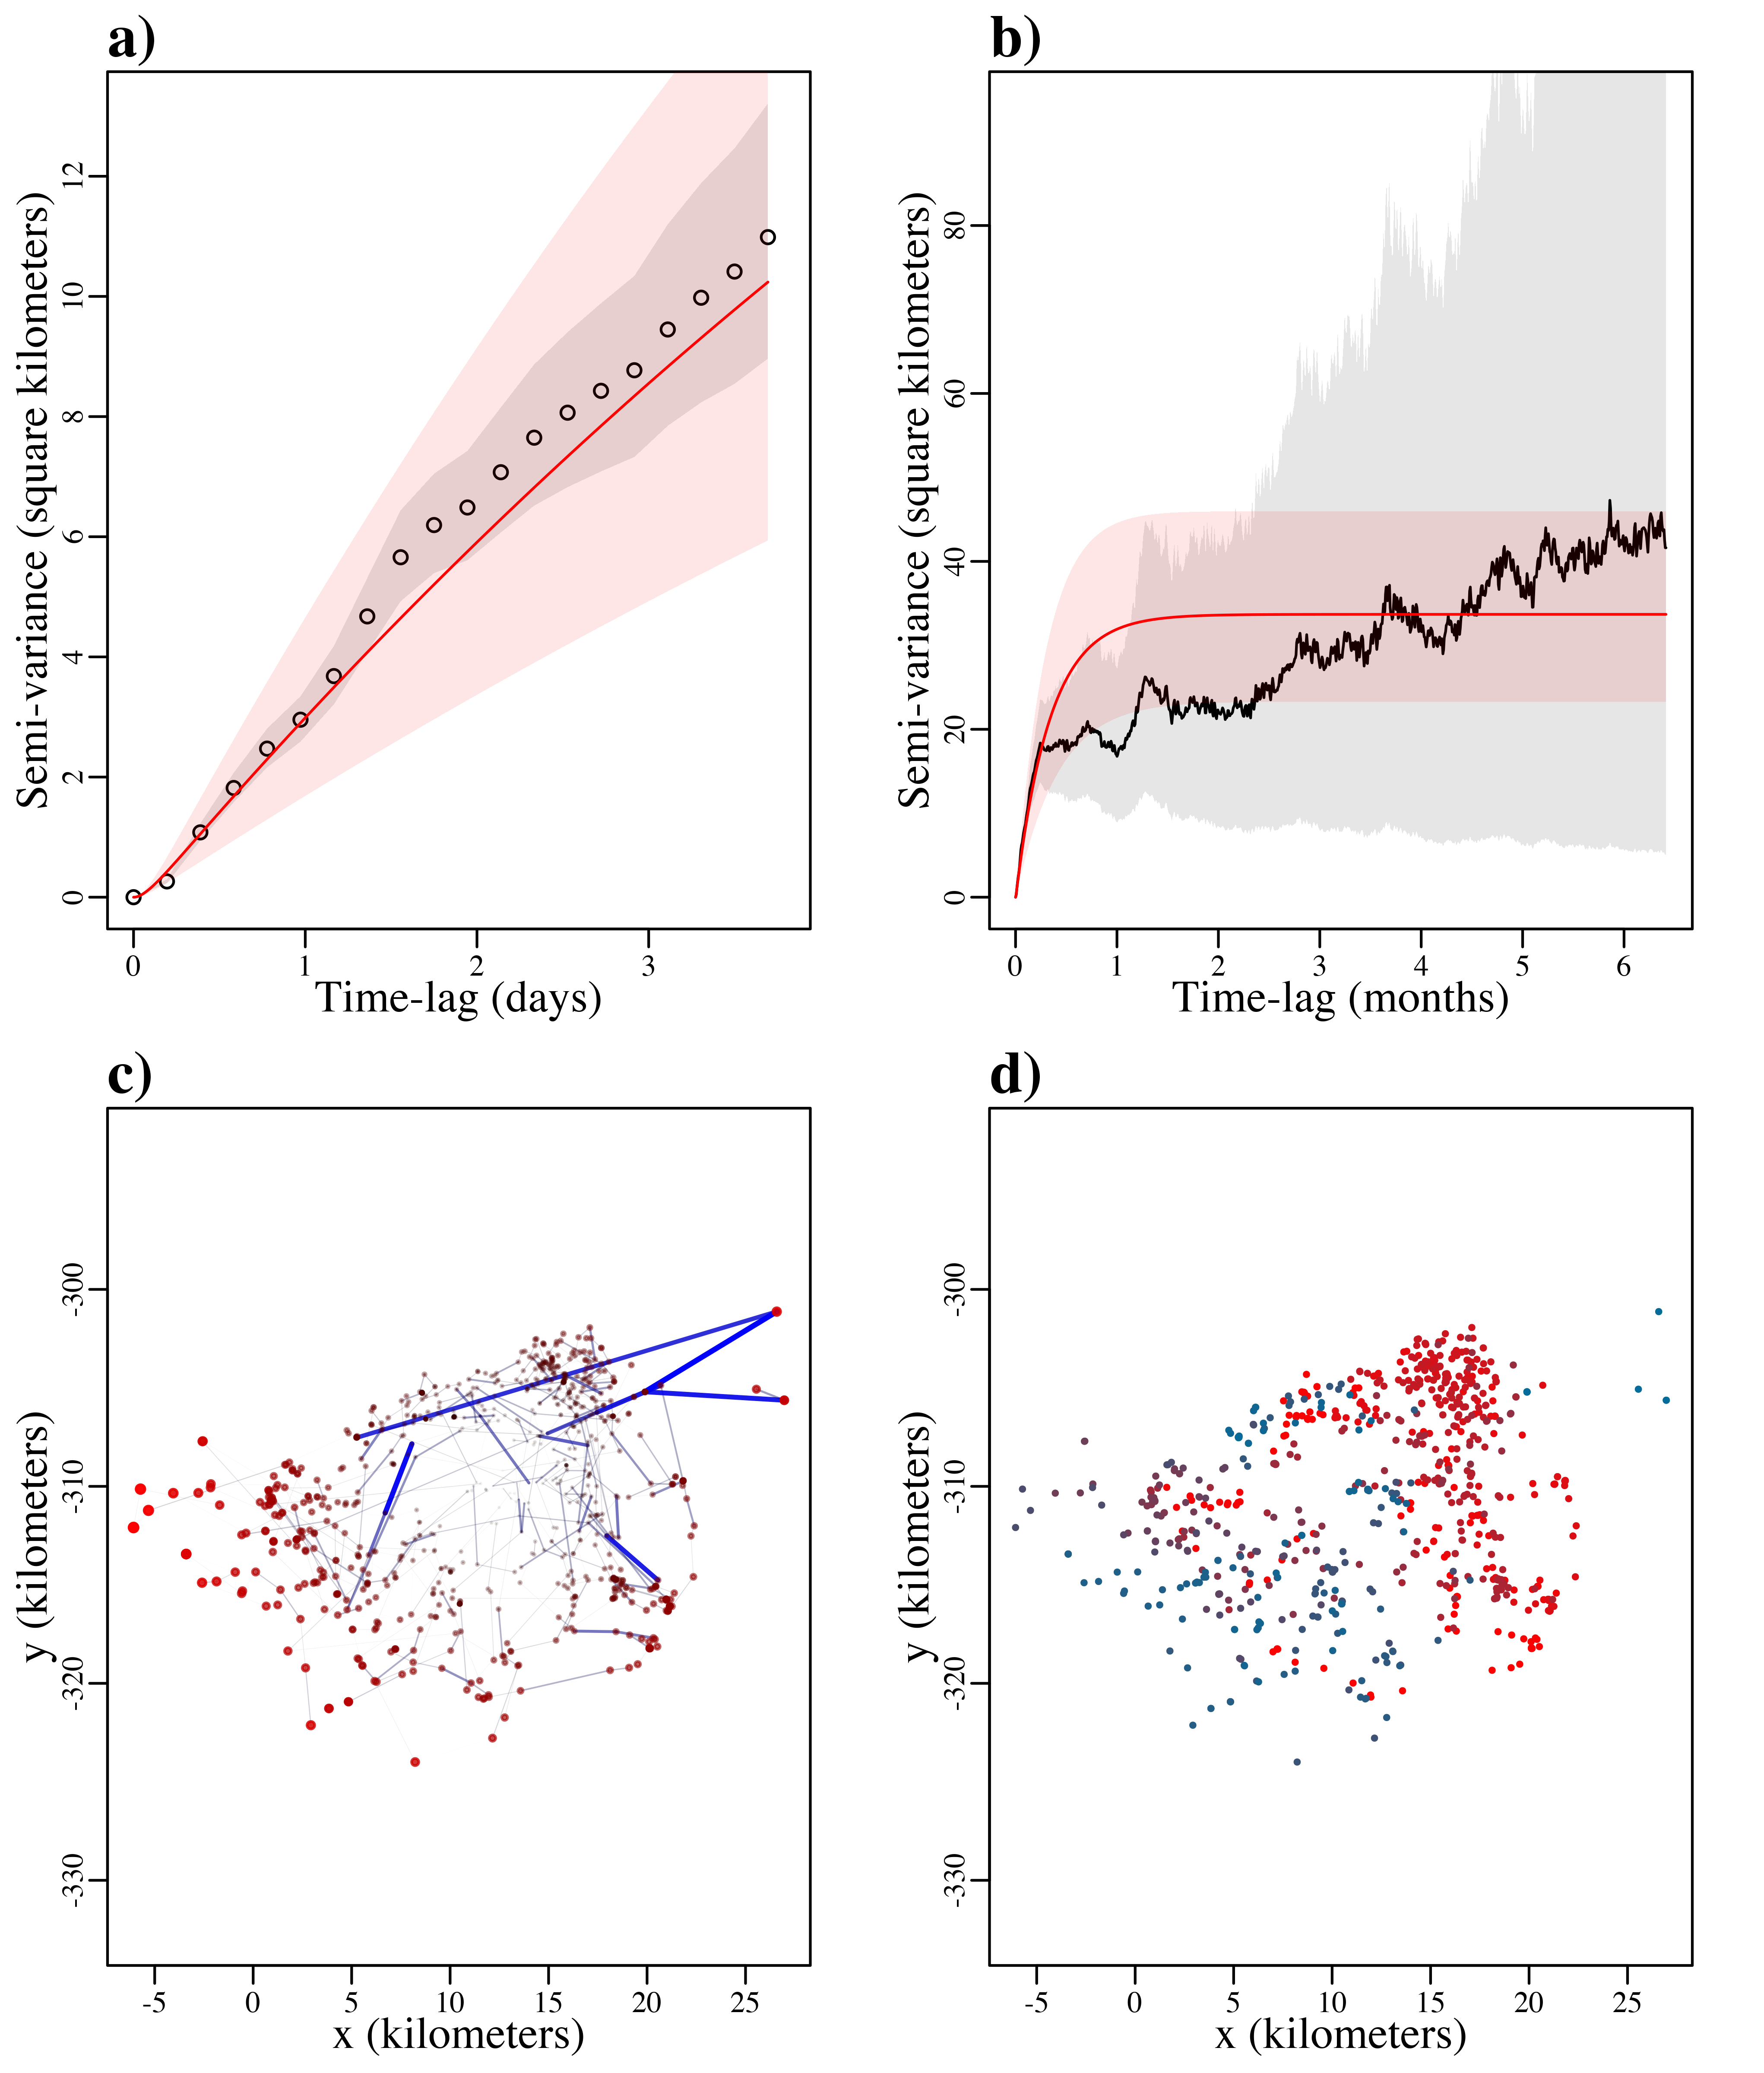 a)
Semi-variance (square kilometers)
0 2 4 6 8 10 12
0 1 2 3
Time-lag (days)
b)
Semi-variance (square kilometers)
0 20 40 60 80
0 1 2 3 4 5 6
Time-lag (months)
c)
y (kilometers)
-330 -320 -310 -300
-5 0 5 10 15 20 25
x (kilometers)
d)
y (kilometers)
-330 -320 -310 -300
-5 0 5 10 15 20 25
x (kilometers)